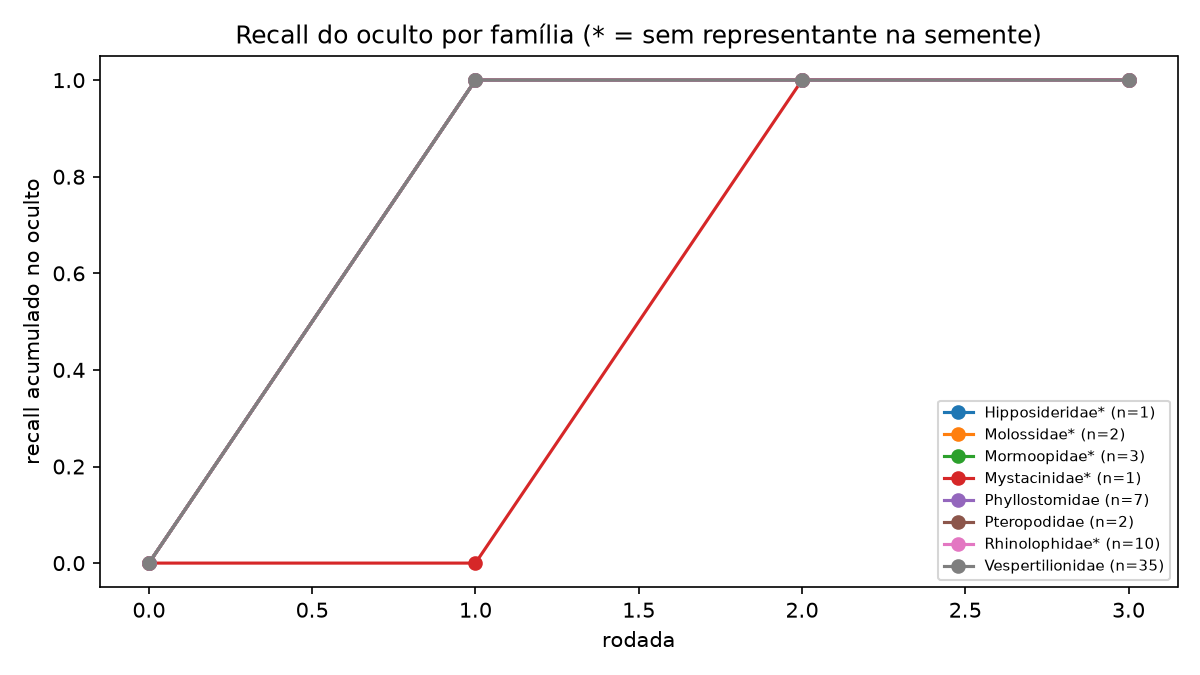 Recall do oculto por família (* = sem representante na semente)
recall acumulado no oculto
1.0
0.8
0.6
0.4
0.2
0.0
Hipposideridae* (n=1)
Molossidae* (n=2)
Mormoopidae* (n=3)
Mystacinidae* (n=1)
Phyllostomidae (n=7)
Pteropodidae (n=2)
Rhinolophidae* (n=10)
Vespertilionidae (n=35)
0.0 0.5 1.0 1.5 2.0 2.5 3.0
rodada